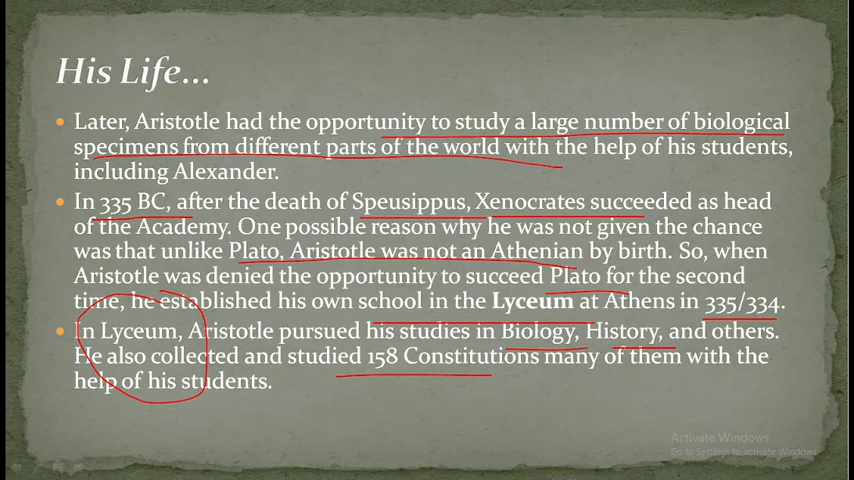 His Life...
Later, Aristotle had the opportunity to study a large number of biological
specimens from different parts of the world with the help of his students,
including Alexander.
In 335 BC, after the death of Speusippus, Xenocrates succeeded as head
of the Academy. One possible reason why he was not given the chance
was that unlike Plato, Aristotle was not an Athenian by birth. So, when
Aristotle was denied the opportunity to succeed Plato for the second
time, he established his own school in the Lyceum at Athens in 335/334.
In Lyceum, Aristotle pursued his studies in Biology, History, and others.
He also collected and studied 158 Constitutions many of them with the
help of his students.
Activate Windows
Go to Settings to activate Windows.